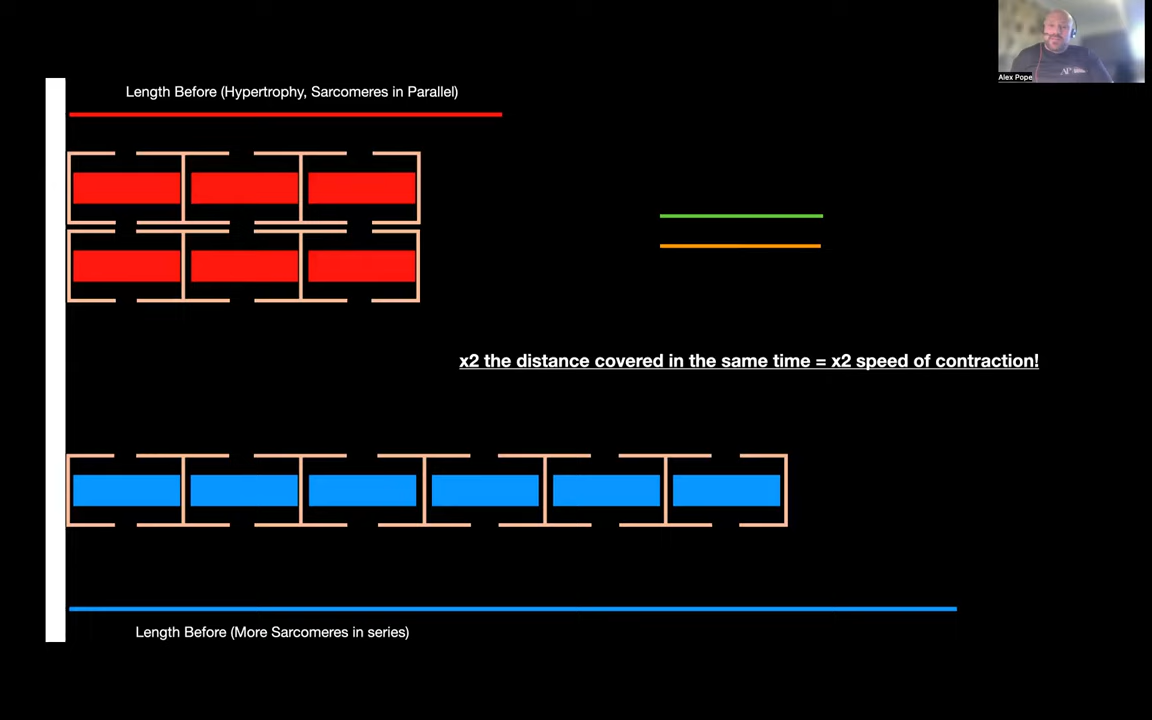 Alex Pope
Length Before (Hypertrophy, Sarcomeres in Parallel)
x2 the distance covered in the same time = x2 speed of contraction!
Length Before (More Sarcomeres in series)